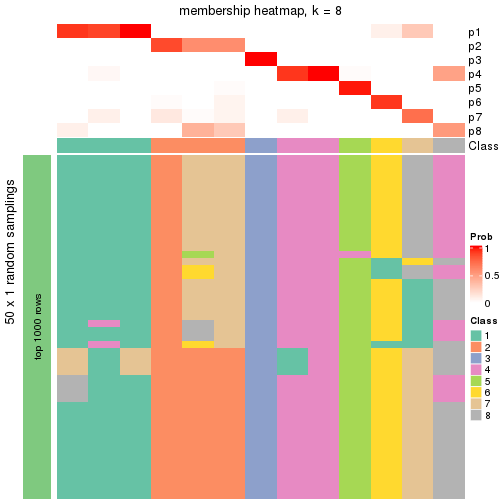 membership heatmap, k = 8
p1
p2
p3
p4
p5
p6
p7
p8
Class
50 x 1 random samplings
top 1000 rows
Prob
1
0.5
0
Class
1
2
3
4
5
6
7
8